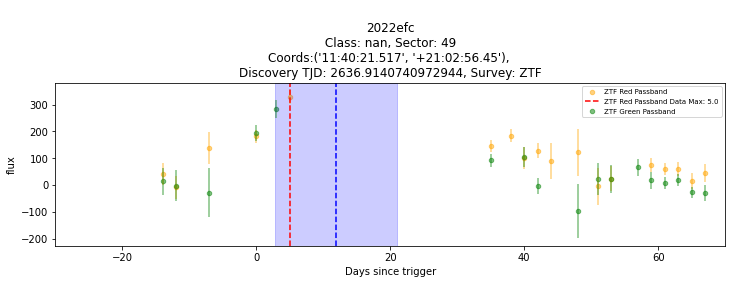 2022efc
Class: nan, Sector: 49
Coords:('11:40:21.517', '+21:02:56.45'),
Discovery TJD: 2636.9140740972944, Survey: ZTF
ZTF Red Passband
ZTF Red Passband Data Max: 5.0
ZTF Green Passband
flux
300
200
100
0
−100
−200
−20
0
20
40
60
Days since trigger